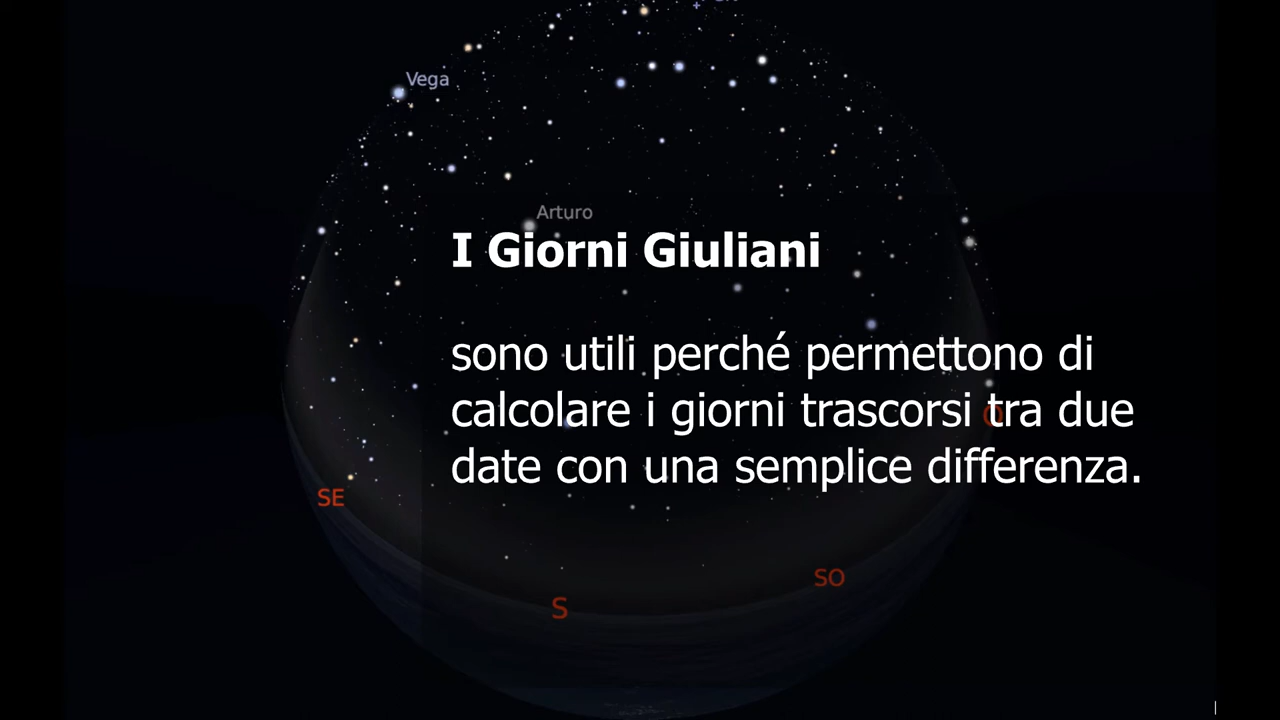 Vega
Arturo
I Giorni Giuliani
sono utili perché permettono di
calcolare i giorni trascorsi tra due
date con una semplice differenza.
O
SE
SO
S